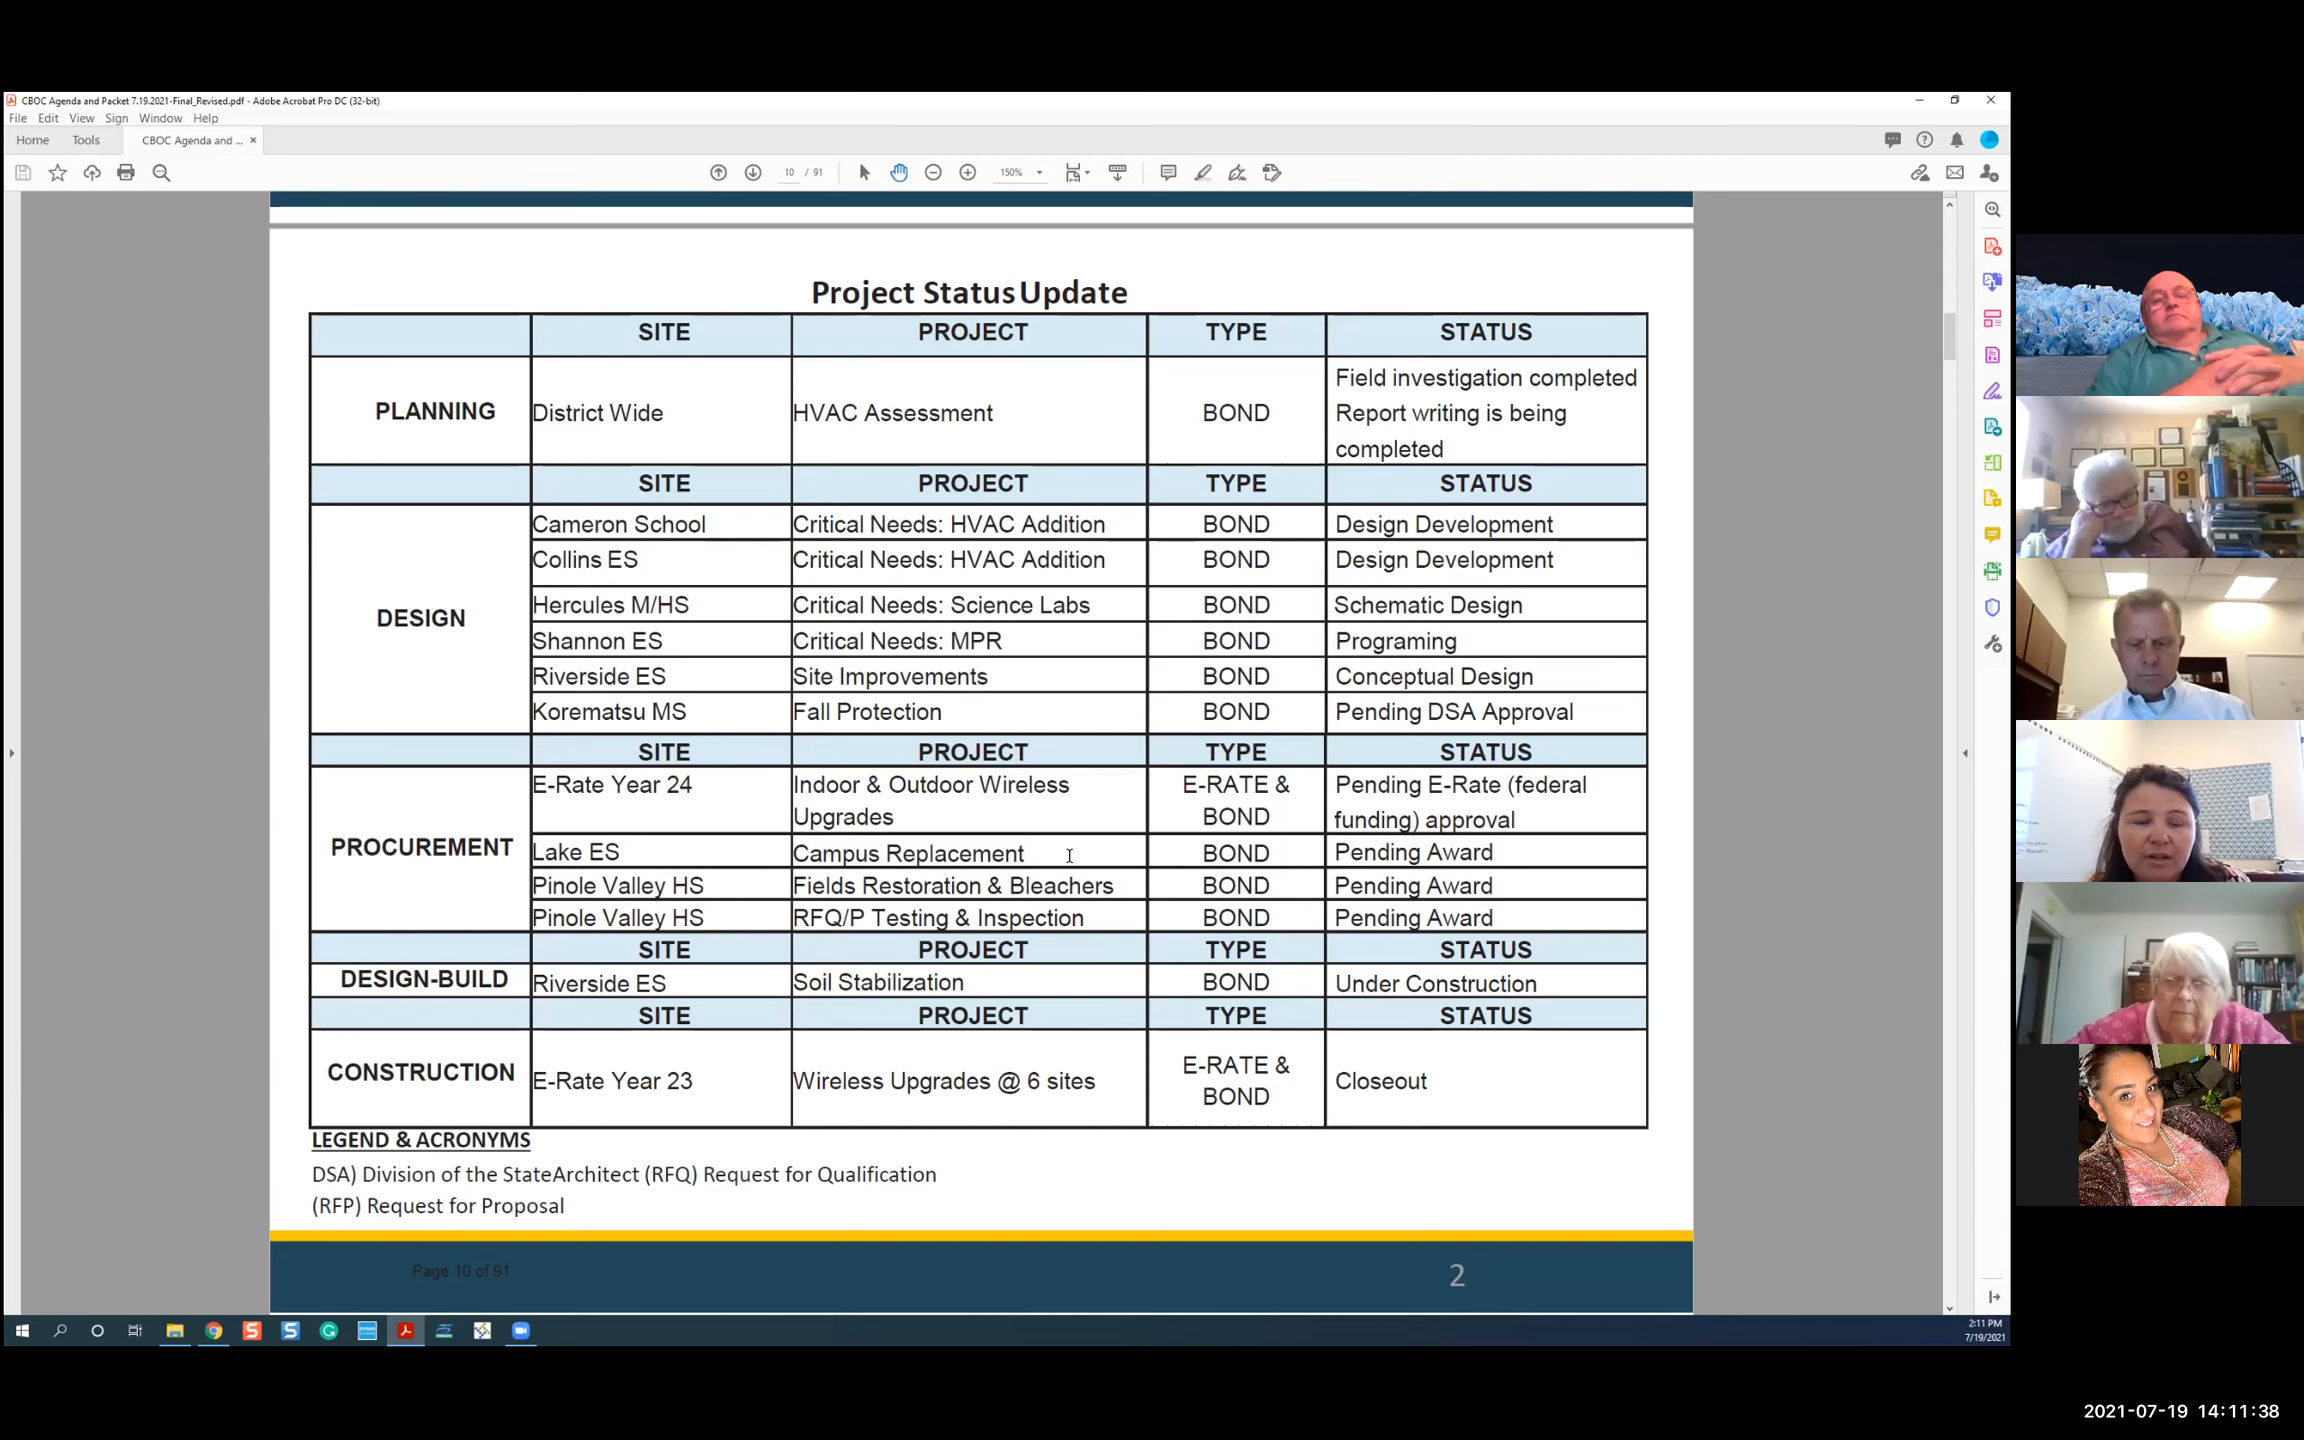 CBOC Agenda and Packet 7.19.2021-Final_Revised.pdf - Adobe Acrobat Pro DC (32-bit)
File Edit View Sign Window Help
Home Tools CBOC Agenda and ... ×
10 / 91 150%
Project Status Update
SITE PROJECT TYPE STATUS
PLANNING District Wide HVAC Assessment BOND Field investigation completed
Report writing is being
completed
SITE PROJECT TYPE STATUS
DESIGN
Cameron School Critical Needs: HVAC Addition BOND Design Development
Collins ES Critical Needs: HVAC Addition BOND Design Development
Hercules M/HS Critical Needs: Science Labs BOND Schematic Design
Shannon ES Critical Needs: MPR BOND Programing
Riverside ES Site Improvements BOND Conceptual Design
Korematsu MS Fall Protection BOND Pending DSA Approval
SITE PROJECT TYPE STATUS
PROCUREMENT
E-Rate Year 24 Indoor & Outdoor Wireless E-RATE & Pending E-Rate (federal
Upgrades BOND funding) approval
Lake ES Campus Replacement BOND Pending Award
Pinole Valley HS Fields Restoration & Bleachers BOND Pending Award
Pinole Valley HS RFQ/P Testing & Inspection BOND Pending Award
SITE PROJECT TYPE STATUS
DESIGN-BUILD Riverside ES Soil Stabilization BOND Under Construction
SITE PROJECT TYPE STATUS
CONSTRUCTION E-Rate Year 23 Wireless Upgrades @ 6 sites E-RATE & BOND Closeout
LEGEND & ACRONYMS
DSA) Division of the StateArchitect (RFQ) Request for Qualification
(RFP) Request for Proposal
Page 10 of 91
2
2:11 PM
7/19/2021
2021-07-19 14:11:38